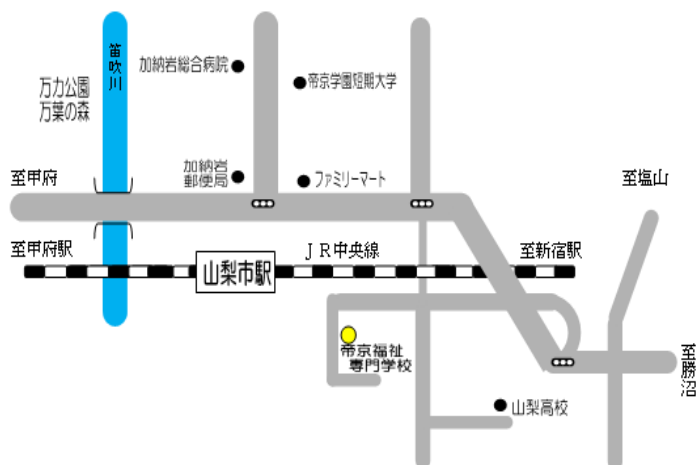 笛吹川
加納岩総合病院
帝京学園短期大学
万力公園
万葉の森
加納岩
郵便局
ファミリーマート
至甲府
至塩山
至甲府駅
山梨市駅
JR中央線
至新宿駅
帝京福祉
専門学校
至勝沼
山梨高校